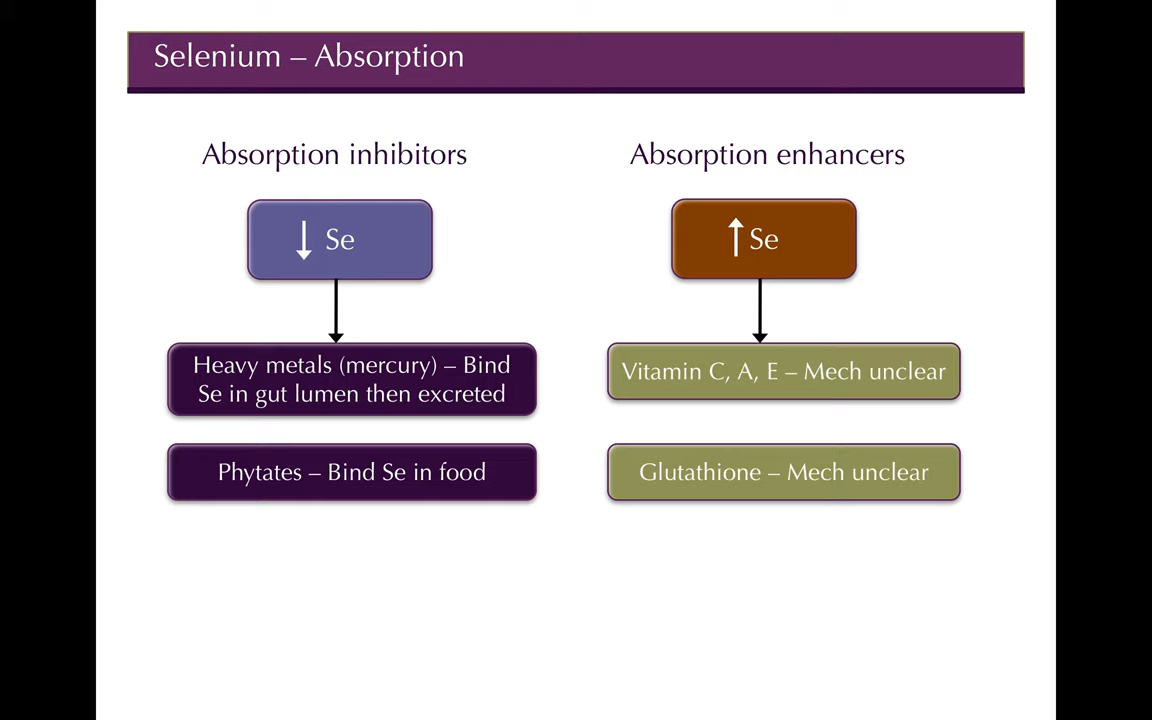 Selenium – Absorption
Absorption inhibitors
↓ Se
Heavy metals (mercury) – Bind
Se in gut lumen then excreted
Phytates – Bind Se in food
Absorption enhancers
↑ Se
Vitamin C, A, E – Mech unclear
Glutathione – Mech unclear